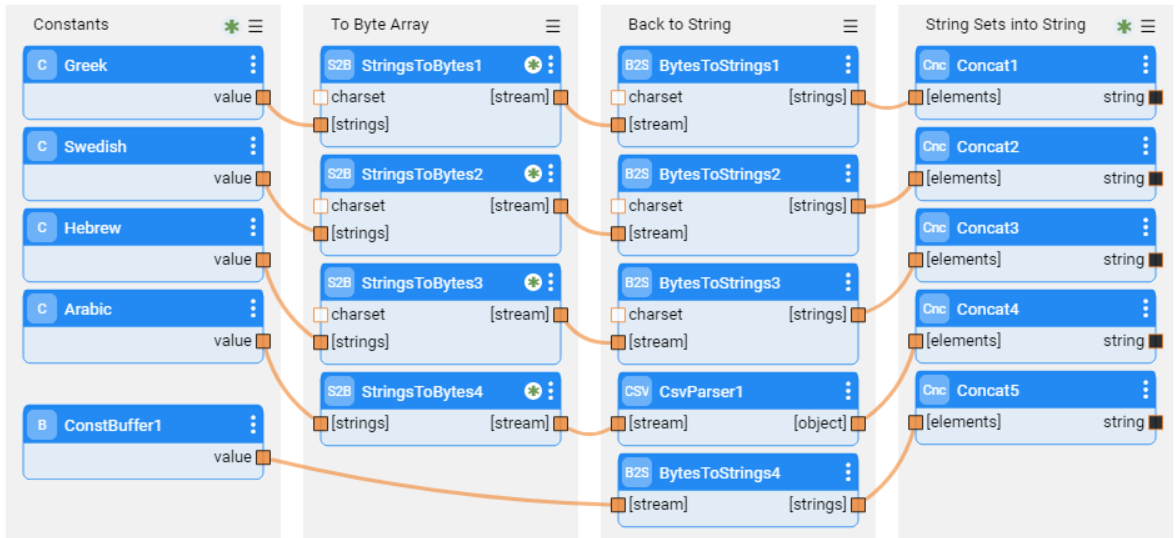 Constants
C Greek
value
C Swedish
value
C Hebrew
value
C Arabic
value
B ConstBuffer1
value
To Byte Array
S2B StringsToBytes1
charset [stream]
[strings]
S2B StringsToBytes2
charset [stream]
[strings]
S2B StringsToBytes3
charset [stream]
[strings]
S2B StringsToBytes4
[strings] [stream]
Back to String
B2S BytesToStrings1
charset [strings]
[stream]
B2S BytesToStrings2
charset [strings]
[stream]
B2S BytesToStrings3
charset [strings]
[stream]
CSV CsvParser1
[stream] [object]
B2S BytesToStrings4
[stream] [strings]
String Sets into String
Cnc Concat1
[elements] string
Cnc Concat2
[elements] string
Cnc Concat3
[elements] string
Cnc Concat4
[elements] string
Cnc Concat5
[elements] string